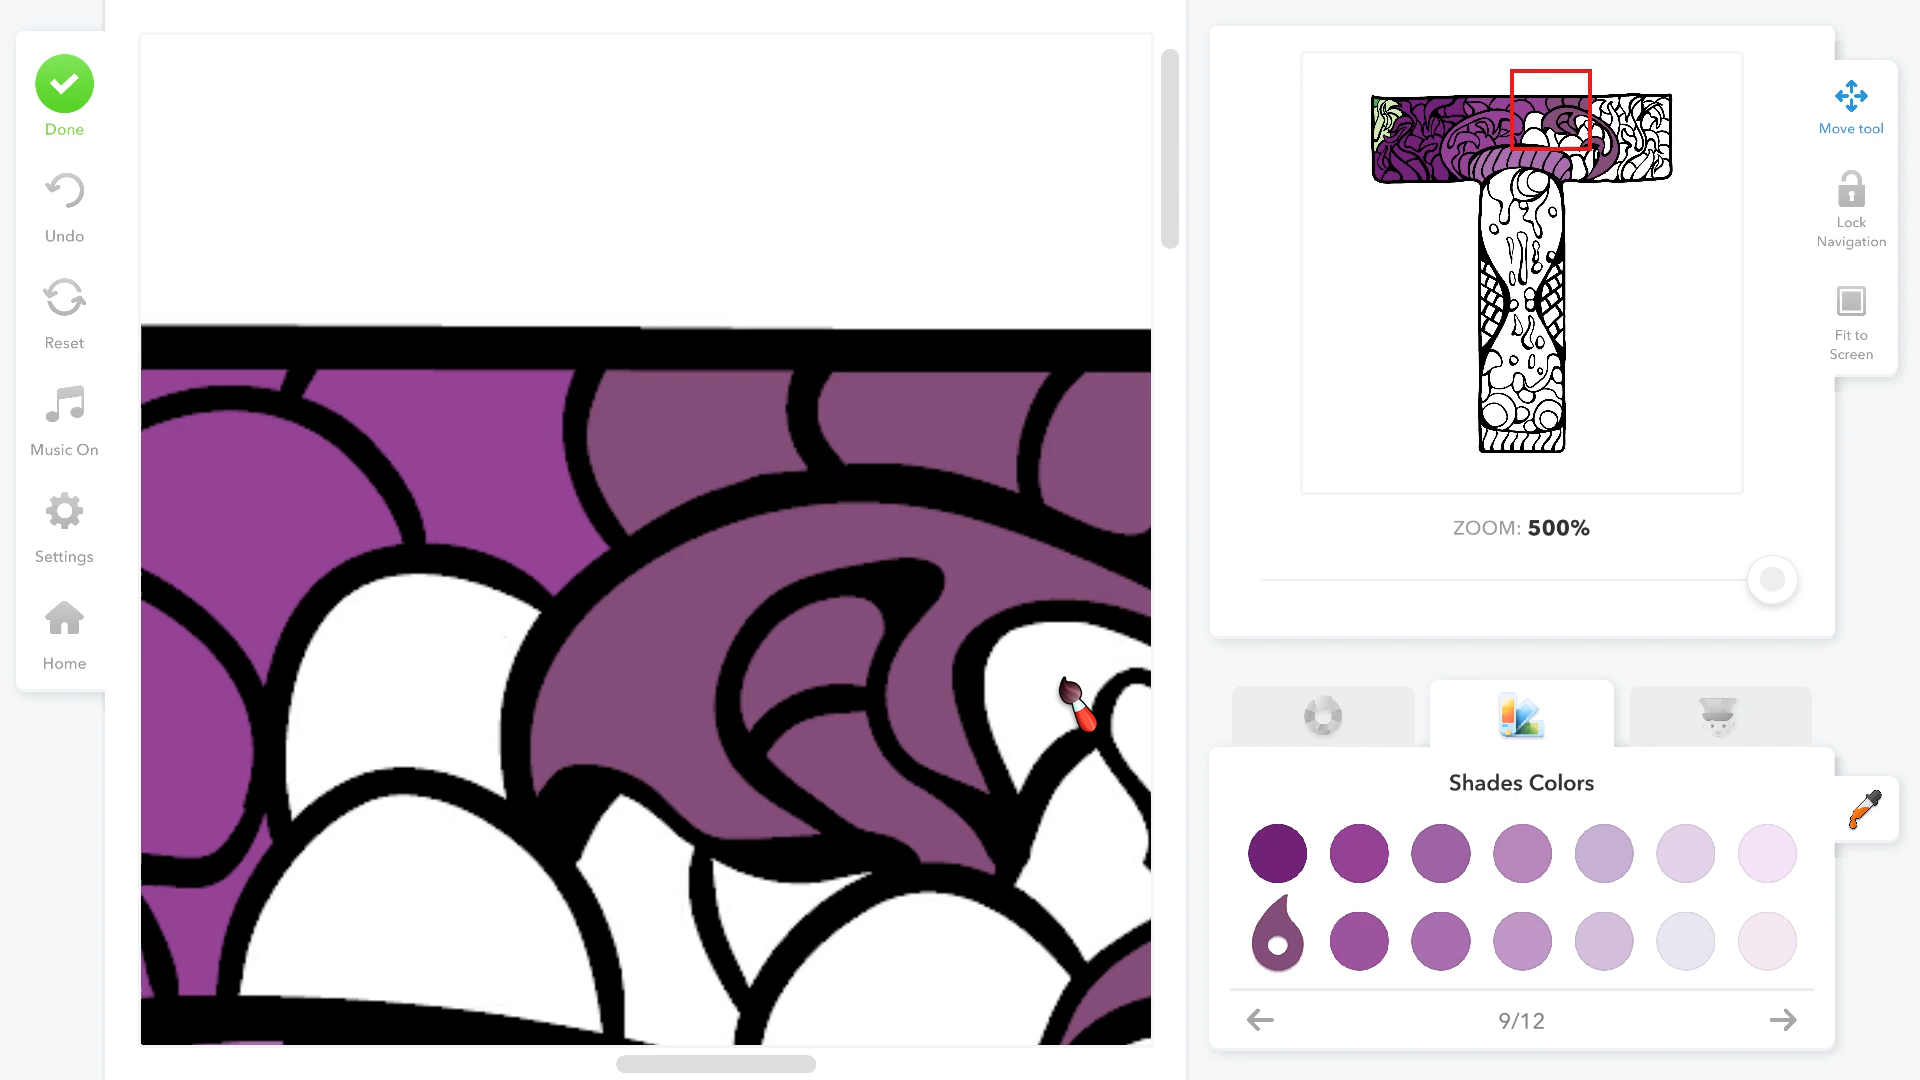 Done
Undo
Reset
Music On
Settings
Home
Move tool
Lock
Navigation
Fit to
Screen
ZOOM: 500%
Shades Colors
9/12